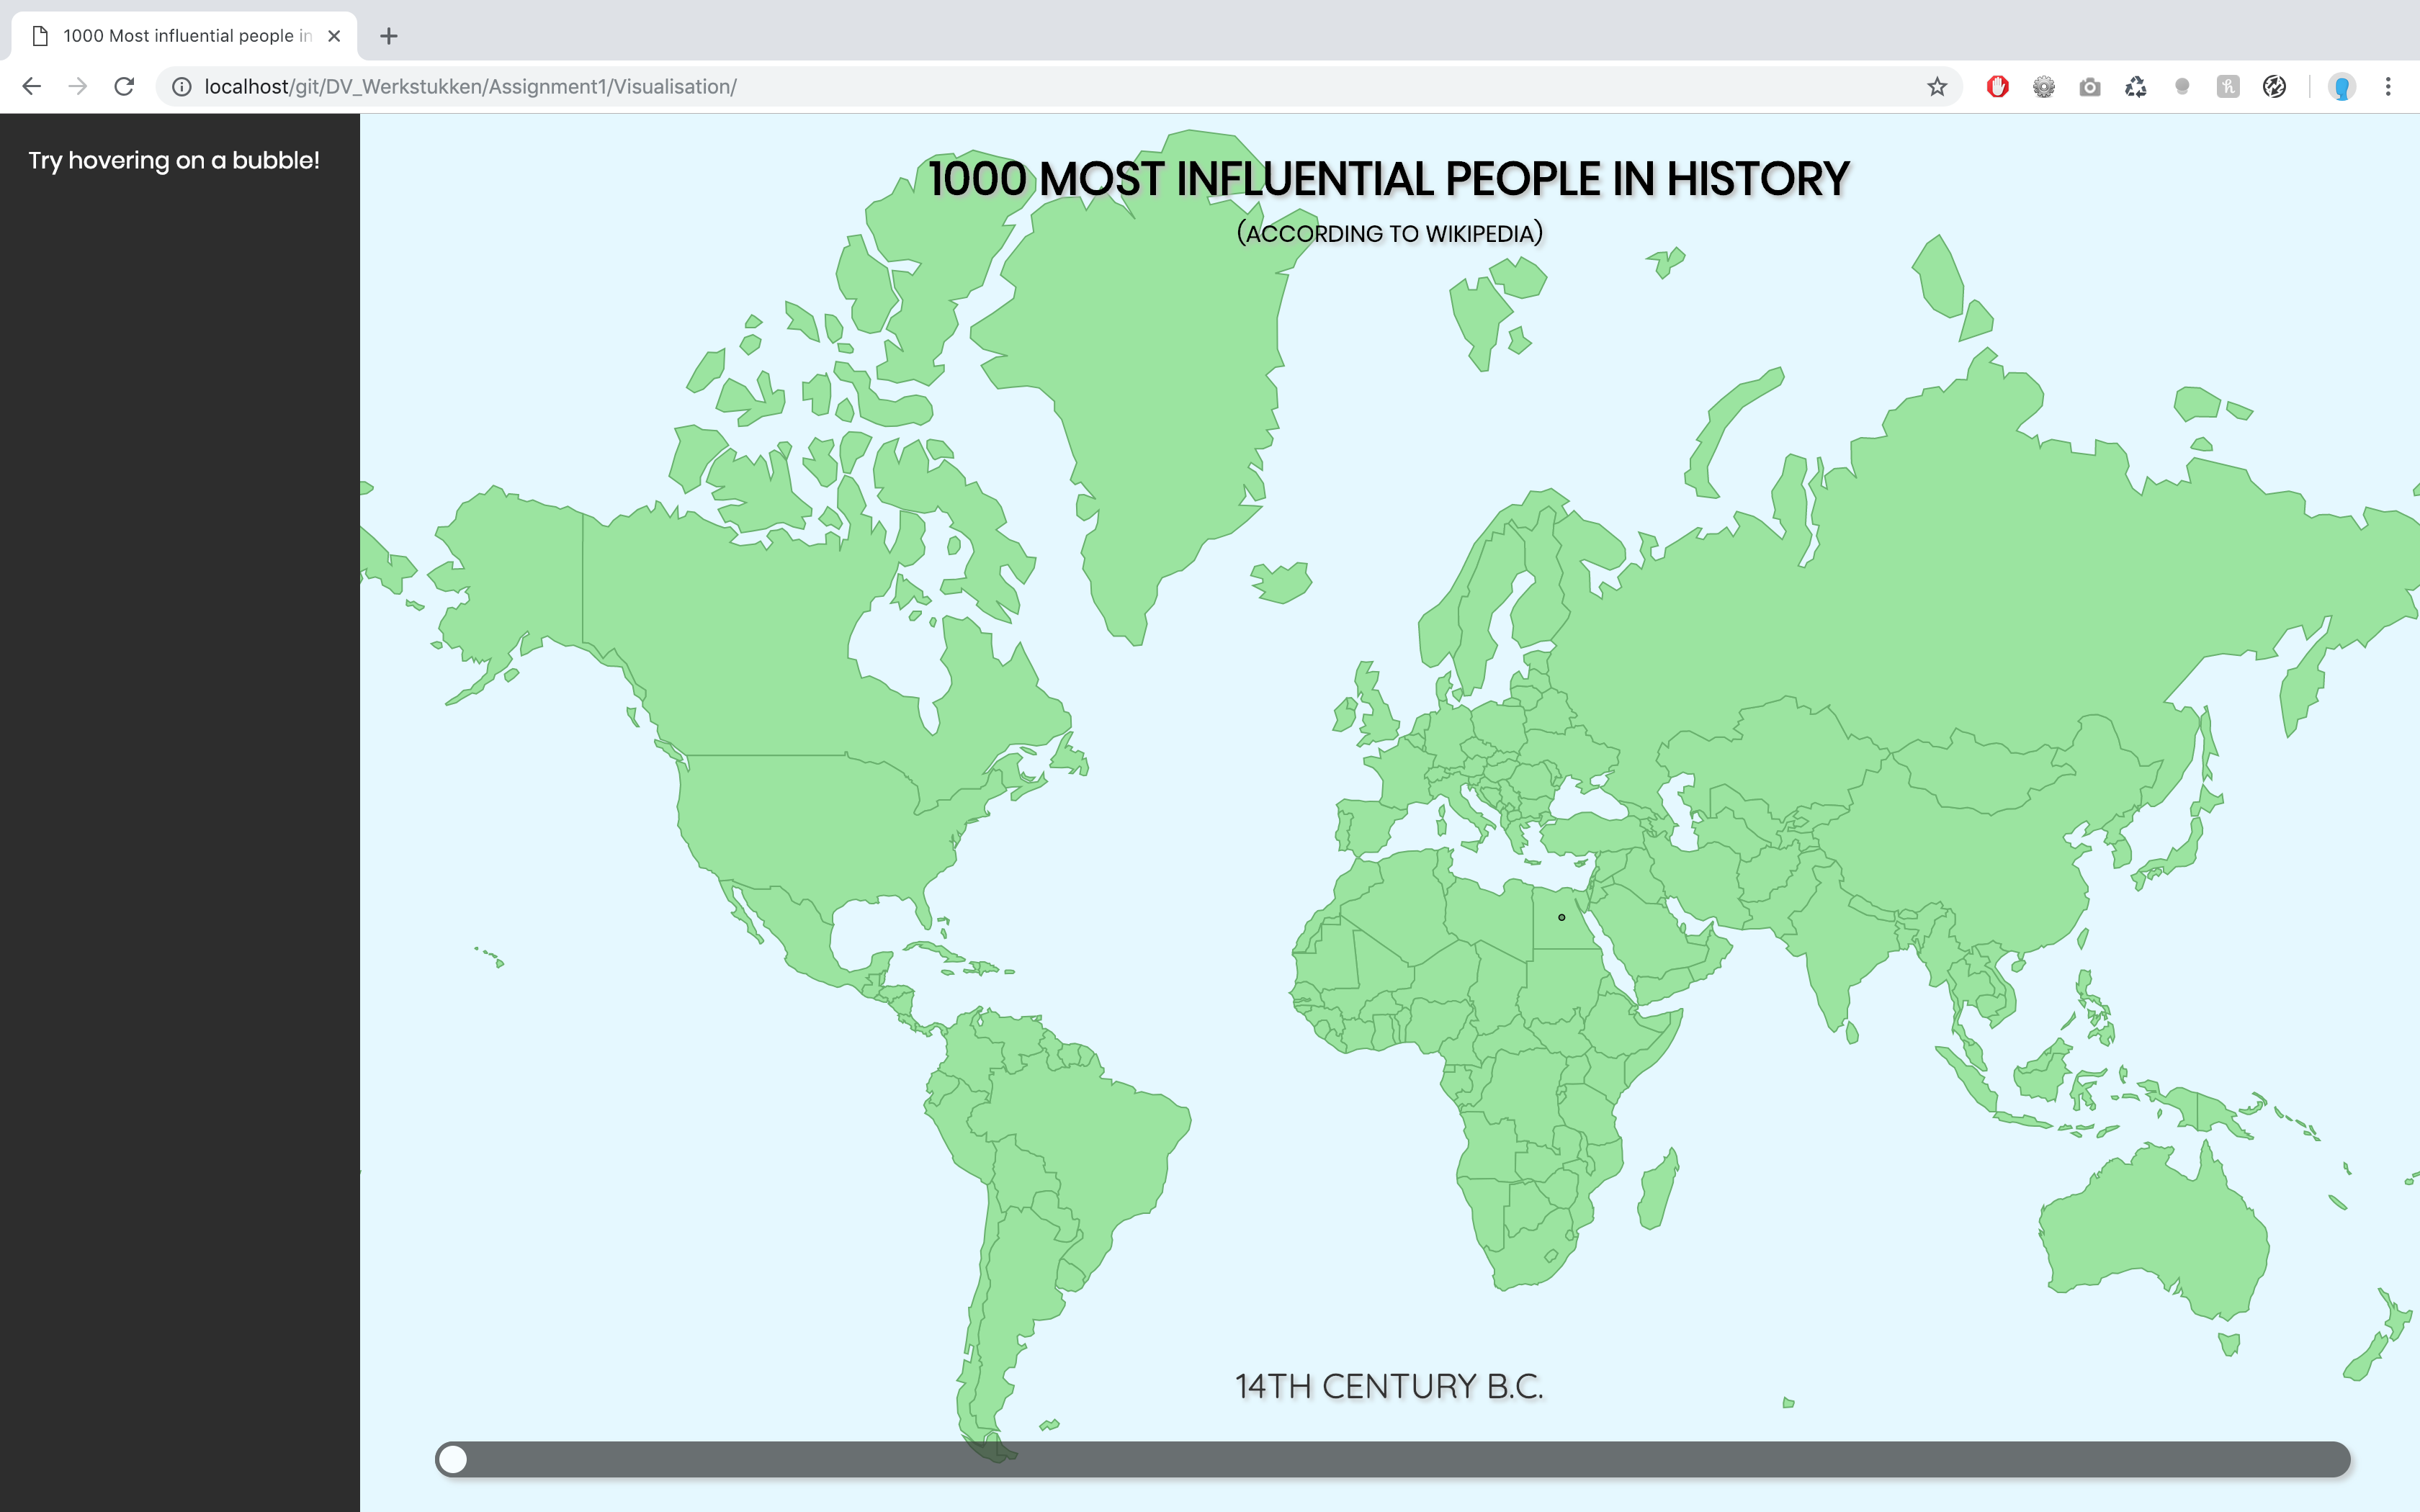 1000 Most influential people in
localhost/git/DV_Werkstukken/Assignment1/Visualisation/
Try hovering on a bubble!
1000 MOST INFLUENTIAL PEOPLE IN HISTORY
(ACCORDING TO WIKIPEDIA)
14TH CENTURY B.C.